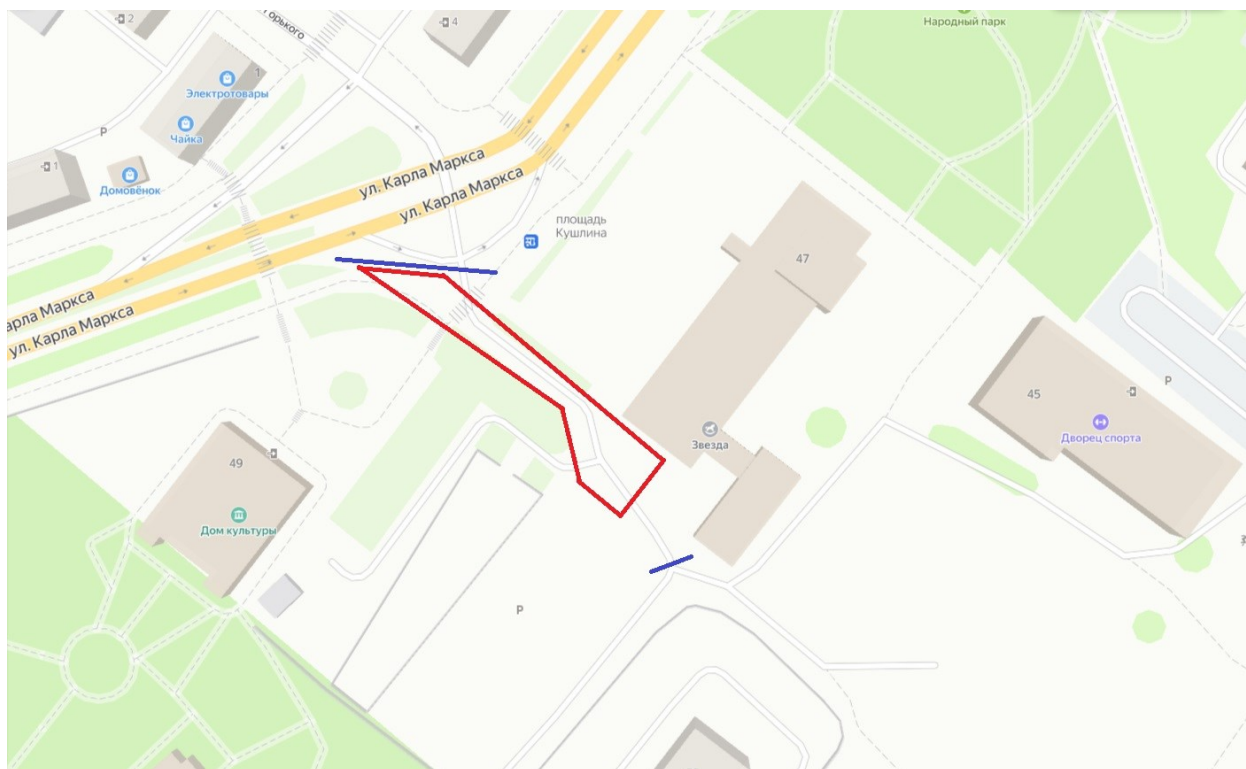 2
4
Горького
Народный парк
1
Электротовары
Чайка
P
1
Домовёнок
ул. Карла Маркса
ул. Карла Маркса
площадь
Кушлина
47
арла Маркса
ул. Карла Маркса
P
45
Дворец спорта
Звезда
49
Дом культуры
P